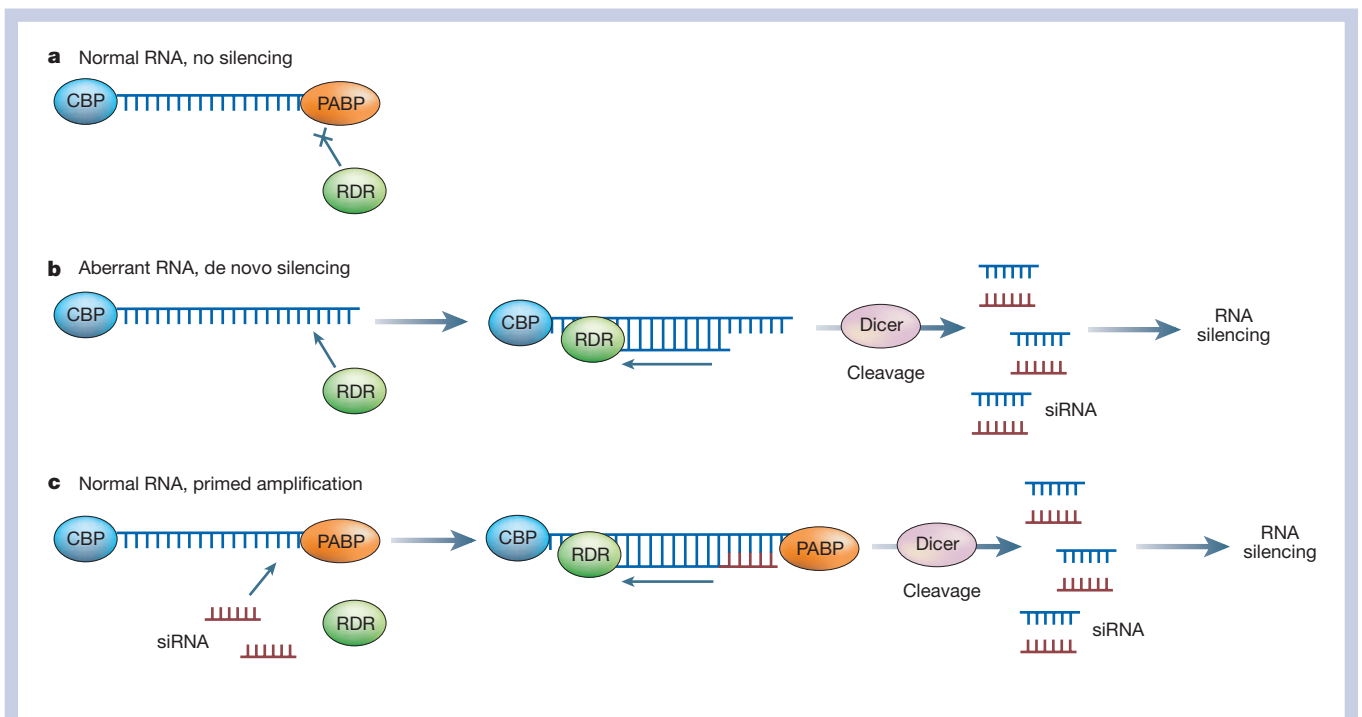 a Normal RNA, no silencing
CBP
PABP
RDR
b Aberrant RNA, de novo silencing
CBP
RDR
CBP
RDR
Dicer
Cleavage
siRNA
RNA
silencing
c Normal RNA, primed amplification
CBP
PABP
siRNA
RDR
CBP
RDR
PABP
Dicer
Cleavage
siRNA
RNA
silencing